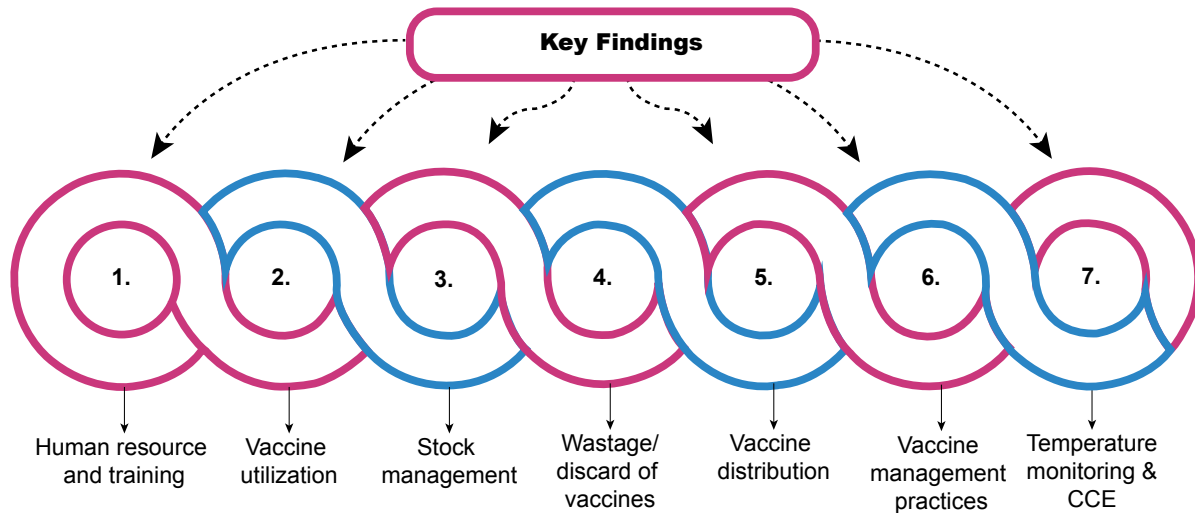 Key Findings
1.
2.
3.
4.
5.
6.
7.
Human resource
and training
Vaccine
utilization
Stock
management
Wastage/
discard of
vaccines
Vaccine
distribution
Vaccine
management
practices
Temperature
monitoring &
CCE